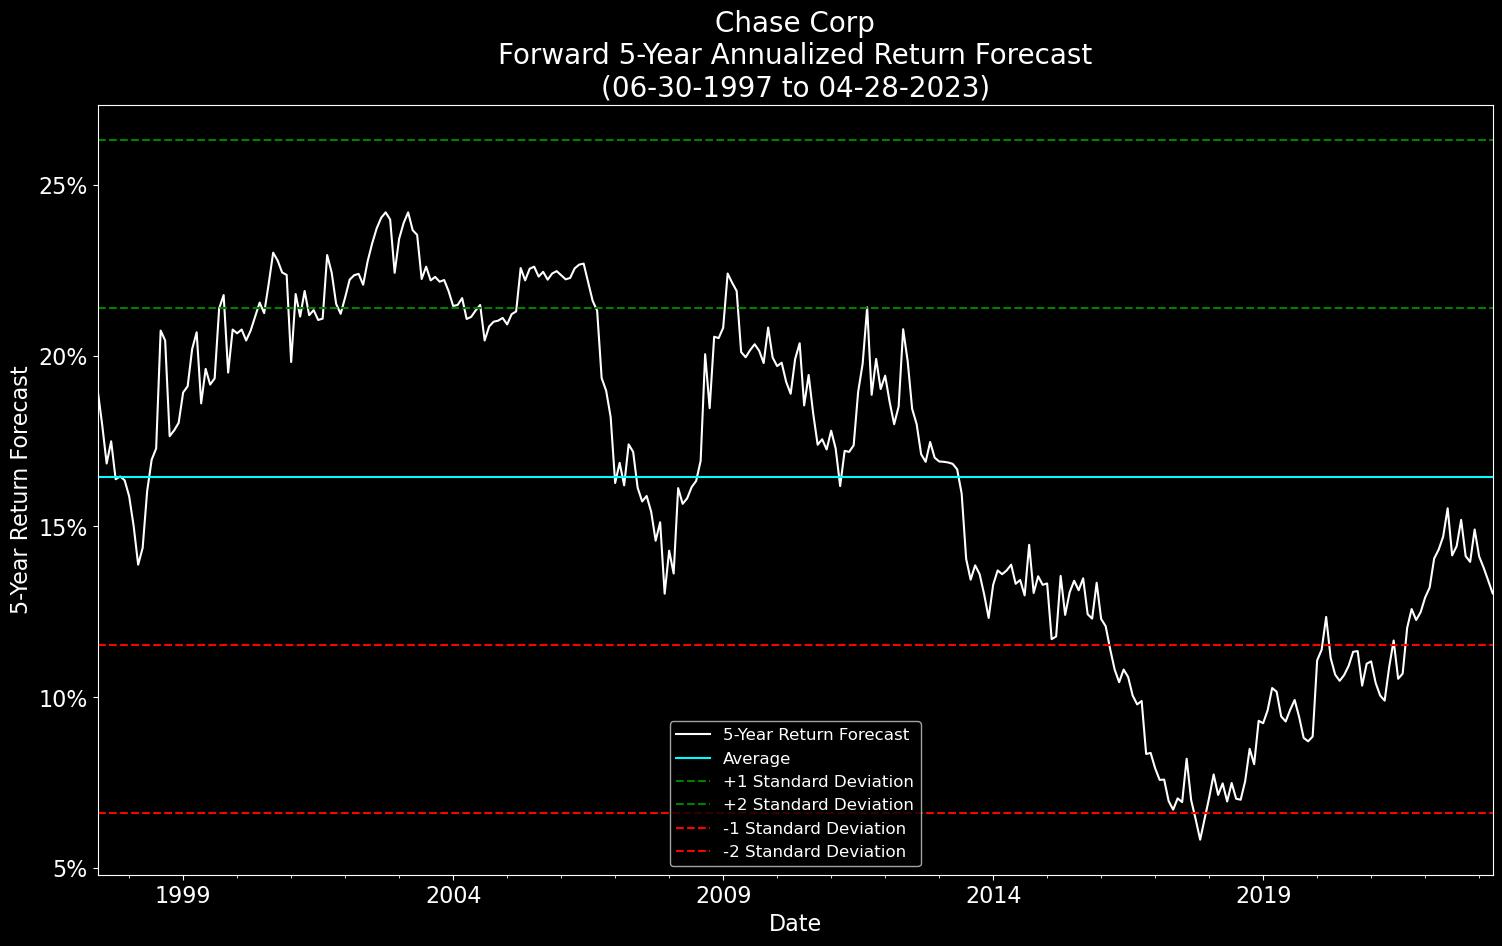 Chase Corp
Forward 5-Year Annualized Return Forecast
(06-30-1997 to 04-28-2023)
5-Year Return Forecast
25%
20%
15%
10%
5%
5-Year Return Forecast
Average
+1 Standard Deviation
+2 Standard Deviation
-1 Standard Deviation
-2 Standard Deviation
1999 2004 2009 2014 2019
Date